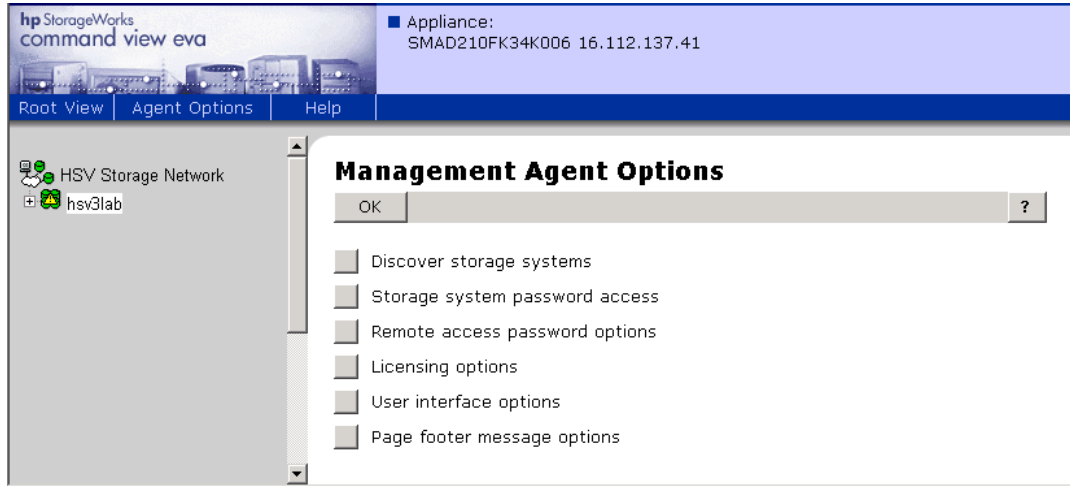 hp StorageWorks
command view eva
Appliance:
SMAD210FK34K006 16.112.137.41
Root View
Agent Options
Help
HSV Storage Network
hsv3lab
Management Agent Options
OK
?
Discover storage systems
Storage system password access
Remote access password options
Licensing options
User interface options
Page footer message options